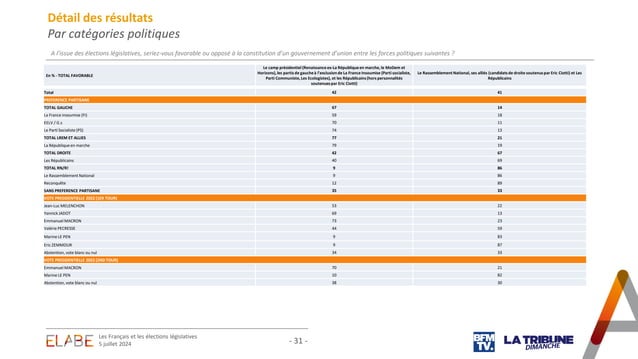 Détail des résultats
Par catégories politiques
A l'issue des élections législatives, seriez-vous favorable ou opposé à la constitution d'un gouvernement d'union entre les forces politiques suivantes ?
En % - TOTAL FAVORABLE
Le camp présidentiel (Renaissance ex-La République en marche, le MoDem et
Horizons), les partis de gauche à l'exclusion de La France Insoumise (Parti socialiste,
Parti Communiste, Les Ecologistes), et les Républicains (hors personnalités
soutenues par Eric Ciotti)
Le Rassemblement National, ses alliés (candidats de droite soutenus par Eric Ciotti) et Les
Républicains
Total 42 41
PREFERENCE PARTISANE
TOTAL GAUCHE 67 14
La France insoumise (FI) 59 18
EELV / G.s 70 11
Le Parti Socialiste (PS) 74 13
TOTAL LREM ET ALLIES 77 21
La République en marche 79 19
TOTAL DROITE 42 67
Les Républicains 40 69
TOTAL RN/R! 9 86
Le Rassemblement National 9 86
Reconquête 12 89
SANS PREFERENCE PARTISANE 35 33
VOTE PRESIDENTIELLE 2022 (1ER TOUR)
Jean-Luc MELENCHON 53 22
Yannick JADOT 69 13
Emmanuel MACRON 73 23
Valérie PECRESSE 44 59
Marine LE PEN 9 83
Eric ZEMMOUR 9 87
Abstention, vote blanc ou nul 34 33
VOTE PRESIDENTIELLE 2022 (2ND TOUR)
Emmanuel MACRON 70 21
Marine LE PEN 10 82
Abstention, vote blanc ou nul 38 30
ELABE
Les Français et les élections législatives
5 juillet 2024
- 31 -
BFM
TV.
LA TRIBUNE
DIMANCHE